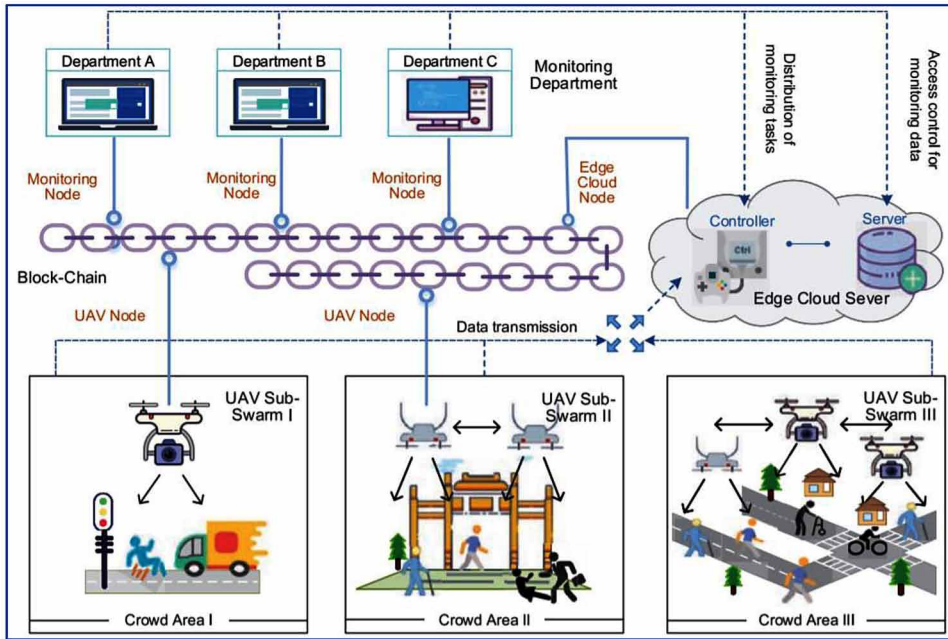 Department A
Department B
Department C
Monitoring
Department
Distribution of
monitoring tasks
Access control for
monitoring data
Monitoring
Node
Monitoring
Node
Monitoring
Node
Edge
Cloud
Node
Controller
Server
Ctrl
Edge Cloud Sever
Block-Chain
UAV Node
UAV Node
Data transmission
UAV Sub-
Swarm I
UAV Sub-
Swarm II
UAV Sub-
Swarm III
Crowd Area I
Crowd Area II
Crowd Area III